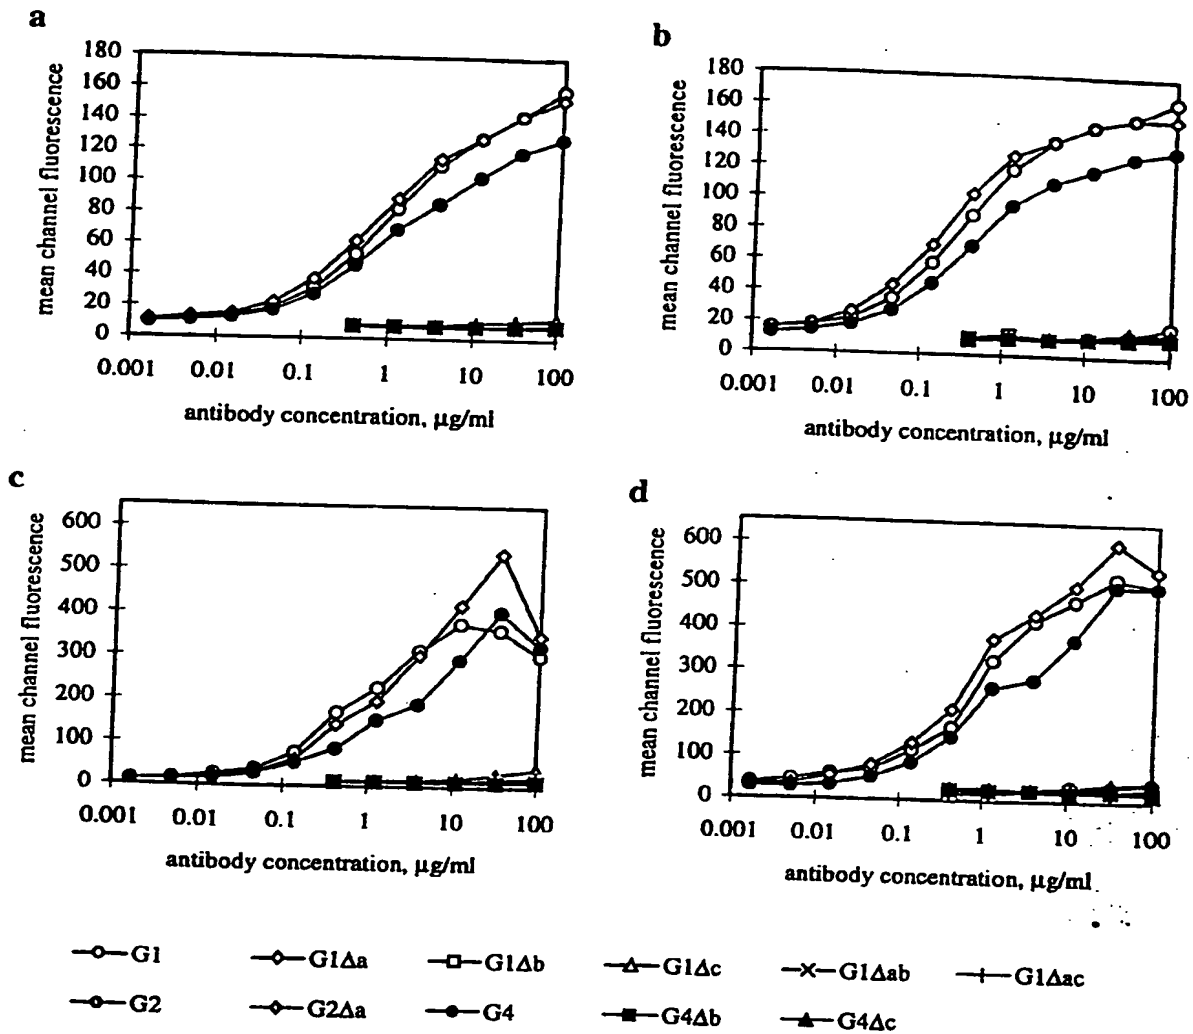 a
180
160
140
120
100
80
60
40
20
0
mean channel fluorescence
0.001 0.01 0.1 1 10 100
antibody concentration, µg/ml
b
180
160
140
120
100
80
60
40
20
0
mean channel fluorescence
0.001 0.01 0.1 1 10 100
antibody concentration, µg/ml
c
600
500
400
300
200
100
0
mean channel fluorescence
0.001 0.01 0.1 1 10 100
antibody concentration, µg/ml
d
600
500
400
300
200
100
0
mean channel fluorescence
0.001 0.01 0.1 1 10 100
antibody concentration, µg/ml
G1 G1Δa G1Δb G1Δc G1Δab G1Δac
G2 G2Δa G4 G4Δb G4Δc